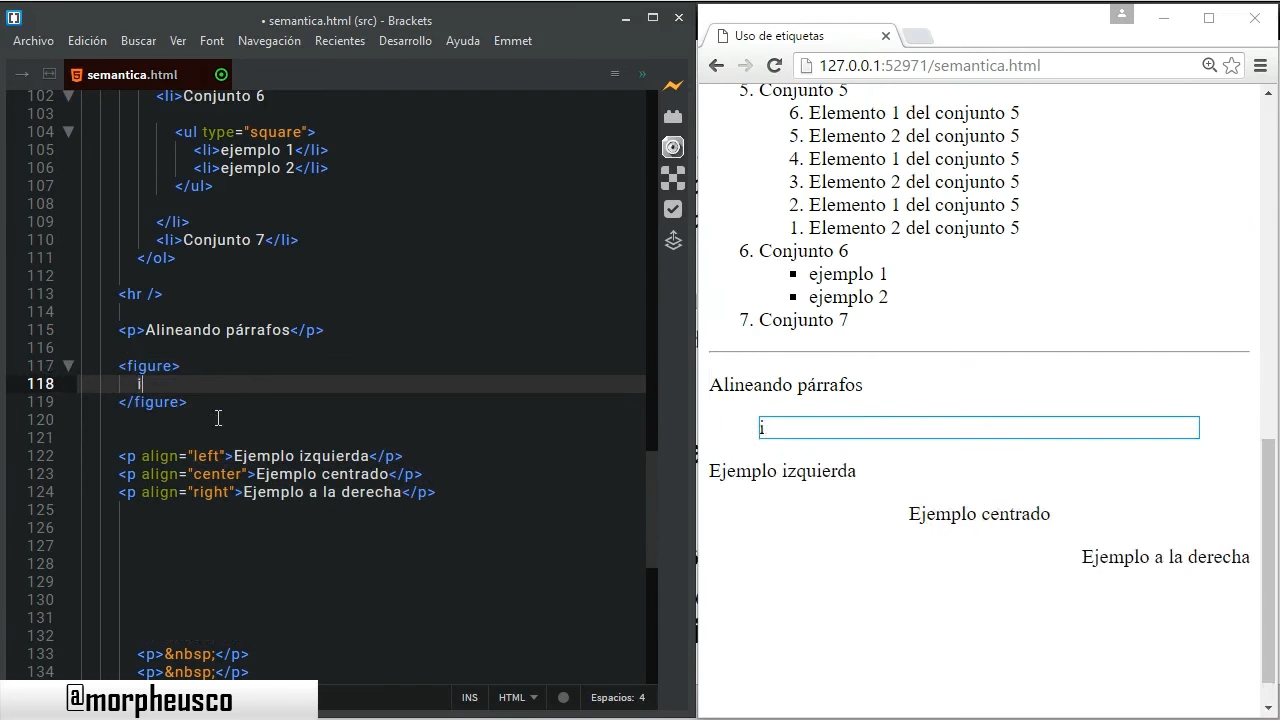 • semantica.html (src) - Brackets
Archivo Edición Buscar Ver Font Navegación Recientes Desarrollo Ayuda Emmet
semantica.html
102 <li>Conjunto 6
103
104 <ul type="square">
105 <li>ejemplo 1</li>
106 <li>ejemplo 2</li>
107 </ul>
108
109 </li>
110 <li>Conjunto 7</li>
111 </ol>
112
113 <hr />
114
115 <p>Alineando párrafos</p>
116
117 <figure>
118 i
119 </figure>
120
121
122 <p align="left">Ejemplo izquierda</p>
123 <p align="center">Ejemplo centrado</p>
124 <p align="right">Ejemplo a la derecha</p>
125
126
127
128
129
130
131
132
133 <p>&nbsp;</p>
134 <p>&nbsp;</p>
INS HTML Espacios: 4
@morpheusco
Uso de etiquetas
127.0.0.1:52971/semantica.html
5. Conjunto 5
6. Elemento 1 del conjunto 5
5. Elemento 2 del conjunto 5
4. Elemento 1 del conjunto 5
3. Elemento 2 del conjunto 5
2. Elemento 1 del conjunto 5
1. Elemento 2 del conjunto 5
6. Conjunto 6
ejemplo 1
ejemplo 2
7. Conjunto 7
Alineando párrafos
i
Ejemplo izquierda
Ejemplo centrado
Ejemplo a la derecha